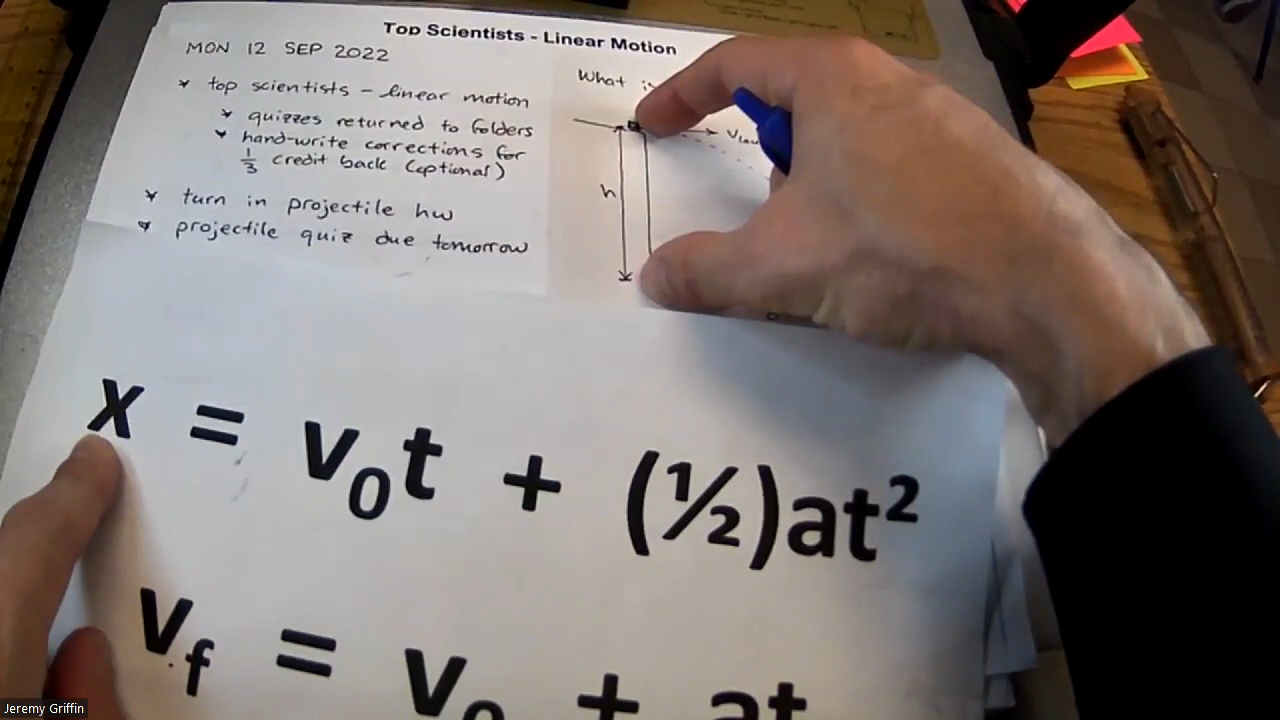 Top Scientists - Linear Motion
MON 12 SEP 2022
* top scientists - linear motion
* quizzes returned to folders
* hand-write corrections for
1/3 credit back (optional)
* turn in projectile hw
* projectile quiz due tomorrow
What
h
x = v₀t + (½)at²
v_f = v₀ + at
Jeremy Griffin